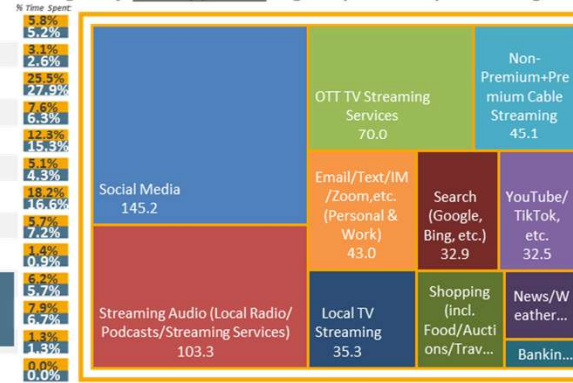 % Time Spent:
5.8%
5.2%
3.1%
2.6%
25.5%
27.9%
7.6%
6.3%
12.3%
15.3%
5.1%
4.3%
18.2%
16.6%
5.7%
7.2%
1.4%
0.9%
6.2%
5.7%
7.9%
6.7%
1.3%
1.3%
0.0%
0.0%
Social Media
145.2
Streaming Audio (Local Radio/
Podcasts/Streaming Services)
103.3
OTT TV Streaming
Services
70.0
Non-
Premium+Pre
mium Cable
Streaming
45.1
Email/Text/IM
/Zoom,etc.
(Personal &
Work)
43.0
Search
(Google,
Bing, etc.)
32.9
YouTube/
TikTok,
etc.
32.5
Local TV
Streaming
35.3
Shopping
(incl.
Food/Aucti
ons/Trav...
News/W
eather...
Bankin...